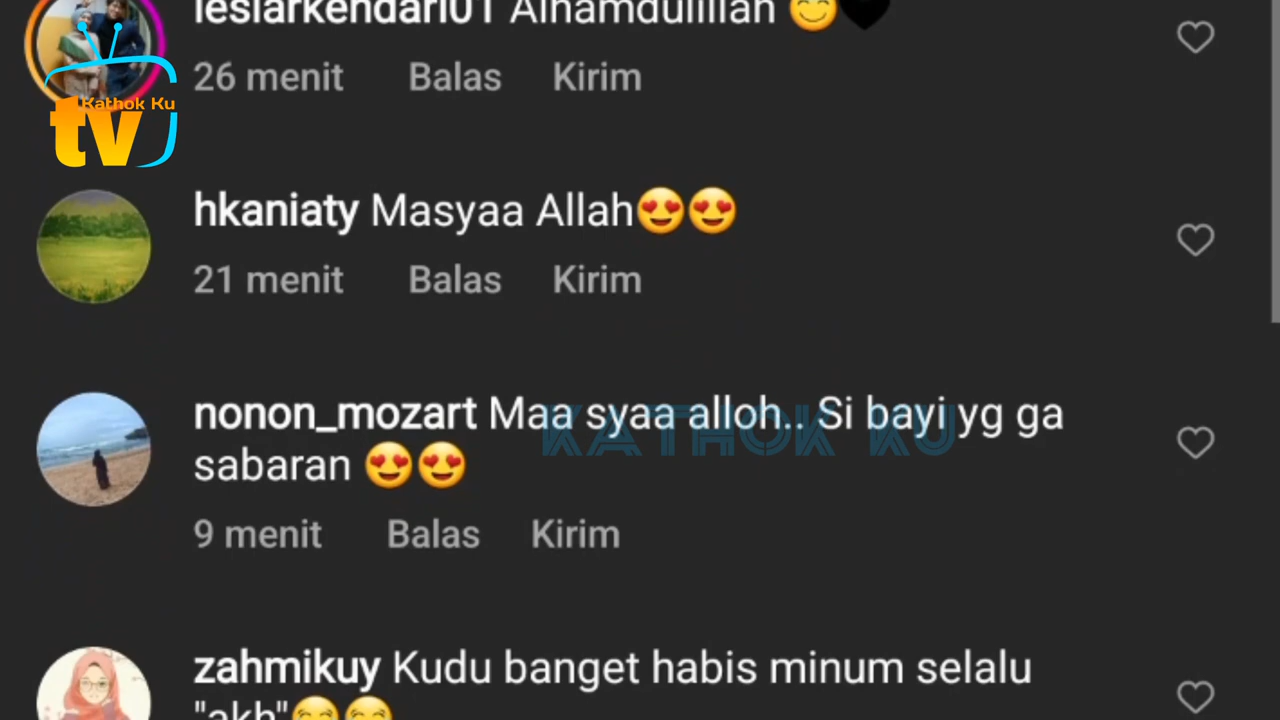 leslarkendari01 Alhamdulillah 😊🖤
26 menit Balas Kirim
Kathok Ku
tv
hkaniaty Masyaa Allah😍😍
21 menit Balas Kirim
nonon_mozart Maa syaa alloh.. Si bayi yg ga
sabaran 😍😍
KATHOK KU
9 menit Balas Kirim
zahmikuy Kudu banget habis minum selalu
"akh"😁😁